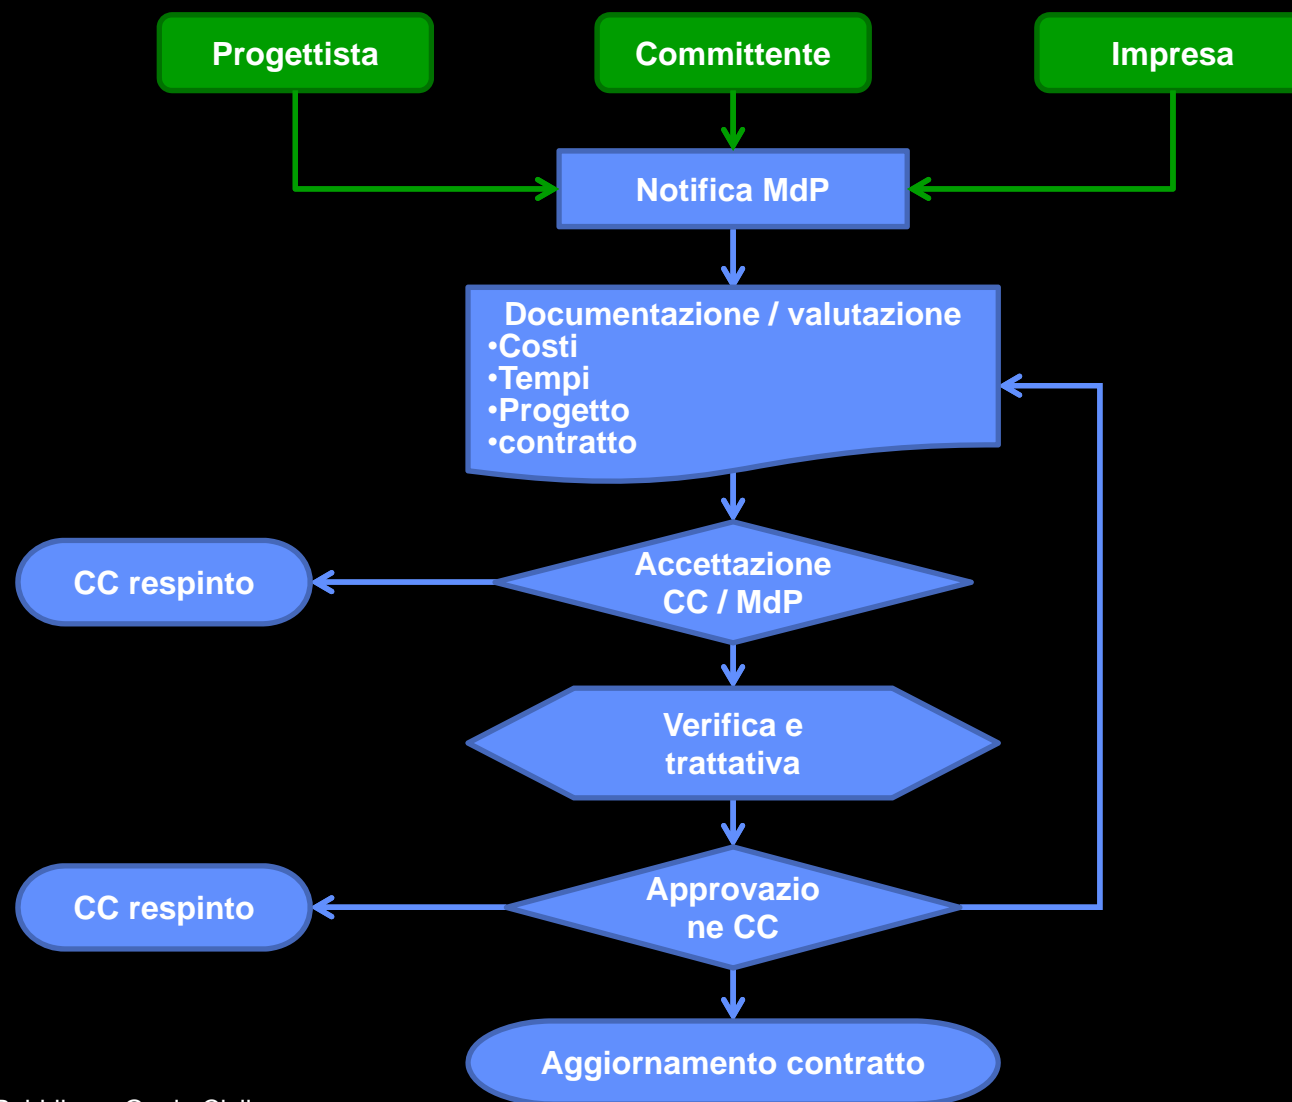 Progettista
Committente
Impresa
Notifica MdP
Documentazione / valutazione
•Costi
•Tempi
•Progetto
•contratto
Accettazione
CC / MdP
CC respinto
Verifica e
trattativa
Approvazio
ne CC
CC respinto
Aggiornamento contratto